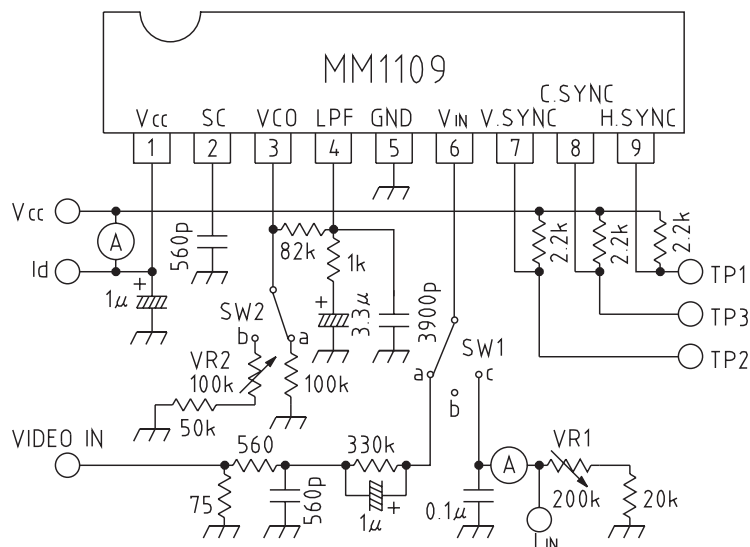 MM1109
C.SYNC
Vcc SC VCO LPF GND VIN V.SYNC H.SYNC
1 2 3 4 5 6 7 8 9
Vcc
A
Id
1μ
+
560p
82k
1k
+
3.3μ
3900p
2.2k
2.2k
2.2k
TP1
TP3
TP2
SW2
b a
VR2
100k
100k
50k
SW1
a c
b
VIDEO IN
75
560
560p
330k
1μ +
0.1μ
A
VR1
200k
20k
IIN